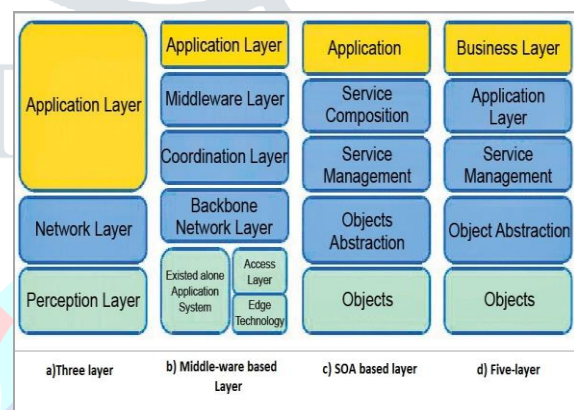 Application Layer
Network Layer
Perception Layer
a)Three layer
Application Layer
Middleware Layer
Coordination Layer
Backbone
Network Layer
Existed alone
Application
System
Access
Layer
Edge
Technology
b) Middle-ware based
Layer
Application
Service
Composition
Service
Management
Objects
Abstraction
Objects
c) SOA based layer
Business Layer
Application
Layer
Service
Management
Object Abstraction
Objects
d) Five-layer